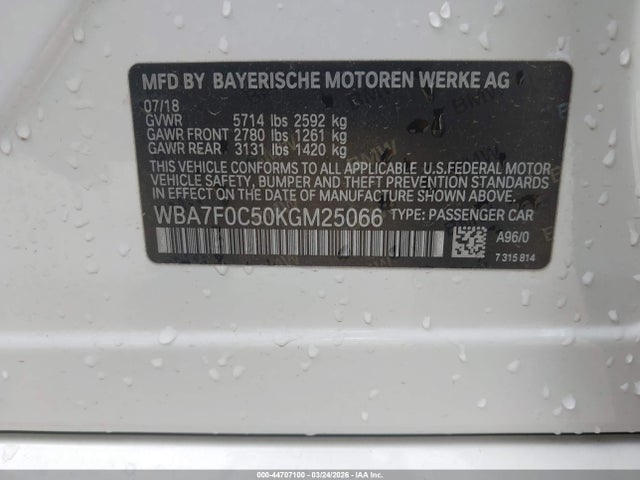 MFD BY BAYERISCHE MOTOREN WERKE AG
07/18
GVWR 5714 lbs 2592 kg
GAWR FRONT 2780 lbs 1261 kg
GAWR REAR 3131 lbs 1420 kg
THIS VEHICLE CONFORMS TO ALL APPLICABLE U.S.FEDERAL MOTOR
VEHICLE SAFETY, BUMPER AND THEFT PREVENTION STANDARDS
IN EFFECT ON THE DATE OF MANUFACTURE SHOWN ABOVE.
WBA7F0C50KGM25066 TYPE: PASSENGER CAR
A96/0
7 315 814
000-44707100 - 03/24/2026 - IAAI Image